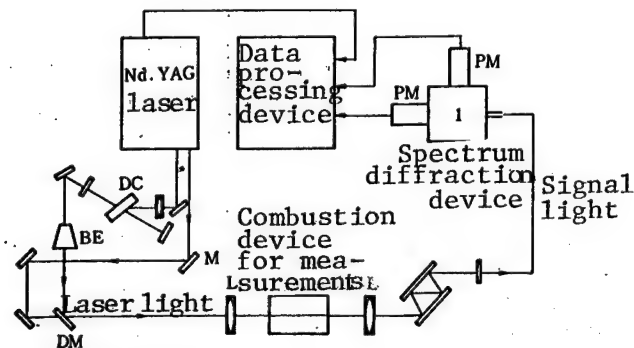 Nd.YAG
laser
Data
pro-
cessing
device
PM
PM
1
Spectrum
diffraction
device
Signal
light
DC
BE
M
Combustion
device
for mea-
surements
L
L
Laser light
DM